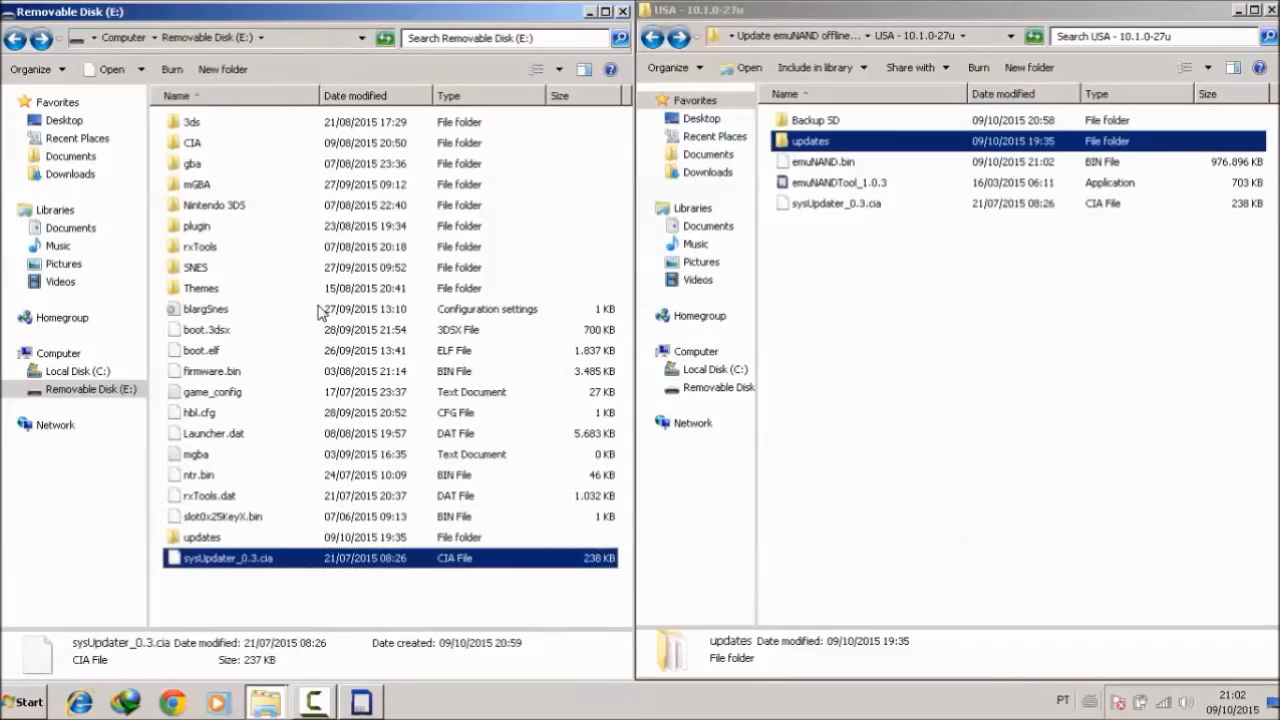 Removable Disk (E:)
Computer Removable Disk (E:)
Search Removable Disk (E:)
Organize Open Burn New folder
Favorites
Desktop
Recent Places
Documents
Downloads
Libraries
Documents
Music
Pictures
Videos
Homegroup
Computer
Local Disk (C:)
Removable Disk (E:)
Network
Name Date modified Type Size
3ds 21/08/2015 17:29 File folder
CIA 09/08/2015 20:50 File folder
gba 07/08/2015 23:36 File folder
mGBA 27/09/2015 09:12 File folder
Nintendo 3DS 07/08/2015 22:40 File folder
plugin 23/08/2015 19:34 File folder
rxTools 07/08/2015 20:18 File folder
SNES 27/09/2015 09:52 File folder
Themes 15/08/2015 20:41 File folder
blargSnes 27/09/2015 13:10 Configuration settings 1 KB
boot.3dsx 28/09/2015 21:54 3DSX File 700 KB
boot.elf 26/09/2015 13:41 ELF File 1.837 KB
firmware.bin 03/08/2015 21:14 BIN File 3.485 KB
game_config 17/07/2015 23:37 Text Document 27 KB
hbl.cfg 28/09/2015 20:52 CFG File 1 KB
Launcher.dat 08/08/2015 19:57 DAT File 5.683 KB
mgba 03/09/2015 16:35 Text Document 0 KB
ntr.bin 24/07/2015 10:09 BIN File 46 KB
rxTools.dat 21/07/2015 20:37 DAT File 1.032 KB
slot0x25KeyX.bin 07/06/2015 09:13 BIN File 1 KB
updates 09/10/2015 19:35 File folder
sysUpdater_0.3.cia 21/07/2015 08:26 CIA File 238 KB
sysUpdater_0.3.cia Date modified: 21/07/2015 08:26 Date created: 09/10/2015 20:59
CIA File Size: 237 KB
USA - 10.1.0-27u
Update emuNAND offline... USA - 10.1.0-27u
Search USA - 10.1.0-27u
Organize Open Include in library Share with Burn New folder
Favorites
Desktop
Recent Places
Documents
Downloads
Libraries
Documents
Music
Pictures
Videos
Homegroup
Computer
Local Disk (C:)
Removable Disk
Network
Name Date modified Type Size
Backup SD 09/10/2015 20:58 File folder
updates 09/10/2015 19:35 File folder
emuNAND.bin 09/10/2015 21:02 BIN File 976.896 KB
emuNANDTool_1.0.3 16/03/2015 06:11 Application 703 KB
sysUpdater_0.3.cia 21/07/2015 08:26 CIA File 238 KB
updates Date modified: 09/10/2015 19:35
File folder
Start
PT
21:02
09/10/2015